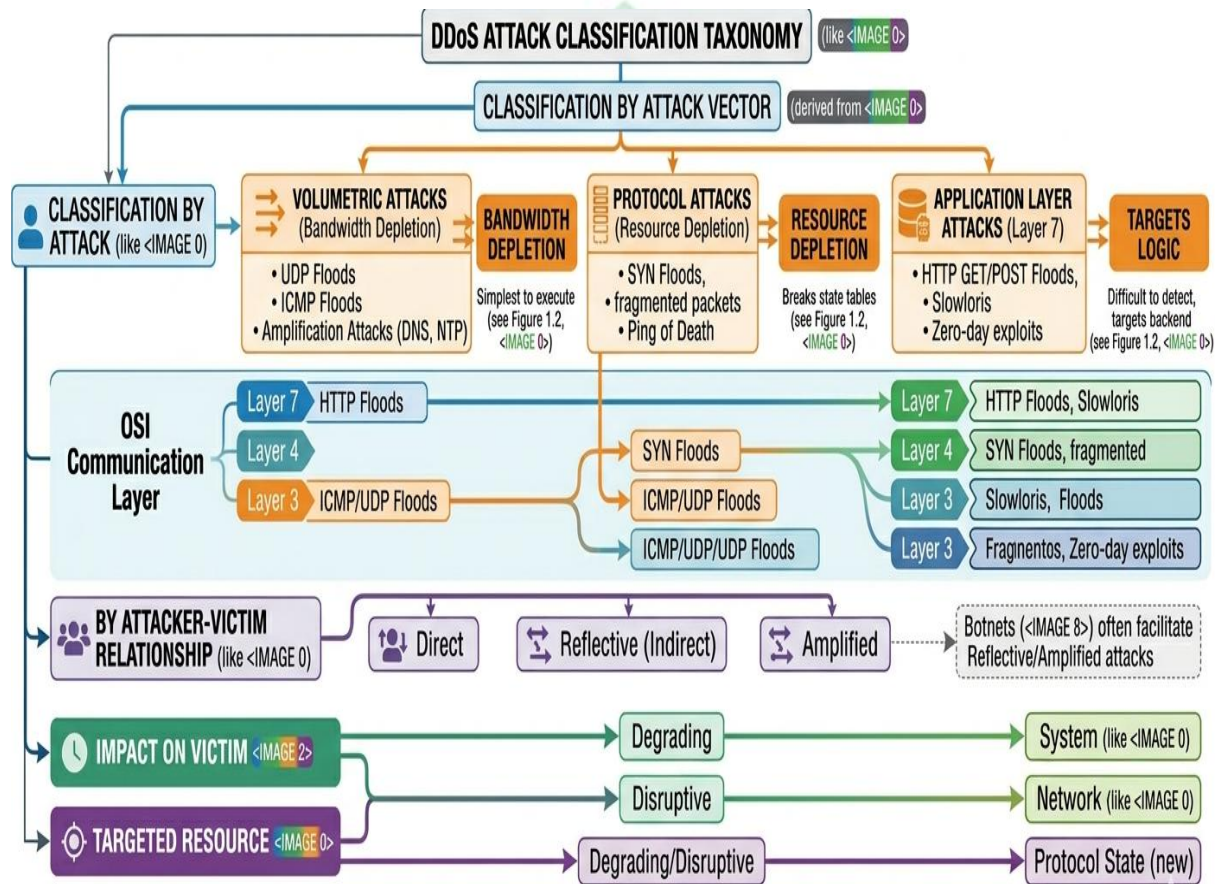 DDoS ATTACK CLASSIFICATION TAXONOMY
(like <IMAGE 0>
CLASSIFICATION BY ATTACK VECTOR
(derived from <IMAGE 0>
CLASSIFICATION BY
ATTACK (like <IMAGE 0)
VOLUMETRIC ATTACKS
(Bandwidth Depletion)
• UDP Floods
• ICMP Floods
• Amplification Attacks (DNS, NTP)
BANDWIDTH
DEPLETION
Simplest to execute
(see Figure 1.2,
<IMAGE 0>)
PROTOCOL ATTACKS
(Resource Depletion)
• SYN Floods,
• fragmented packets
• Ping of Death
RESOURCE
DEPLETION
Breaks state tables
(see Figure 1.2,
<IMAGE 0>)
APPLICATION LAYER
ATTACKS (Layer 7)
• HTTP GET/POST Floods,
• Slowloris
• Zero-day exploits
TARGETS
LOGIC
Difficult to detect,
targets backend
(see Figure 1.2, <IMAGE 0>)
OSI
Communication
Layer
Layer 7 HTTP Floods
Layer 4
Layer 3 ICMP/UDP Floods
SYN Floods
ICMP/UDP Floods
ICMP/UDP/UDP Floods
Layer 7 HTTP Floods, Slowloris
Layer 4 SYN Floods, fragmented
Layer 3 Slowloris, Floods
Layer 3 Fragnentos, Zero-day exploits
BY ATTACKER-VICTIM
RELATIONSHIP (like <IMAGE 0)
Direct
Reflective (Indirect)
Amplified
Botnets (<IMAGE 8>) often facilitate
Reflective/Amplified attacks
IMPACT ON VICTIM <IMAGE 2>
Degrading
System (like <IMAGE 0)
Disruptive
Network (like <IMAGE 0)
TARGETED RESOURCE <IMAGE 0>
Degrading/Disruptive
Protocol State (new)